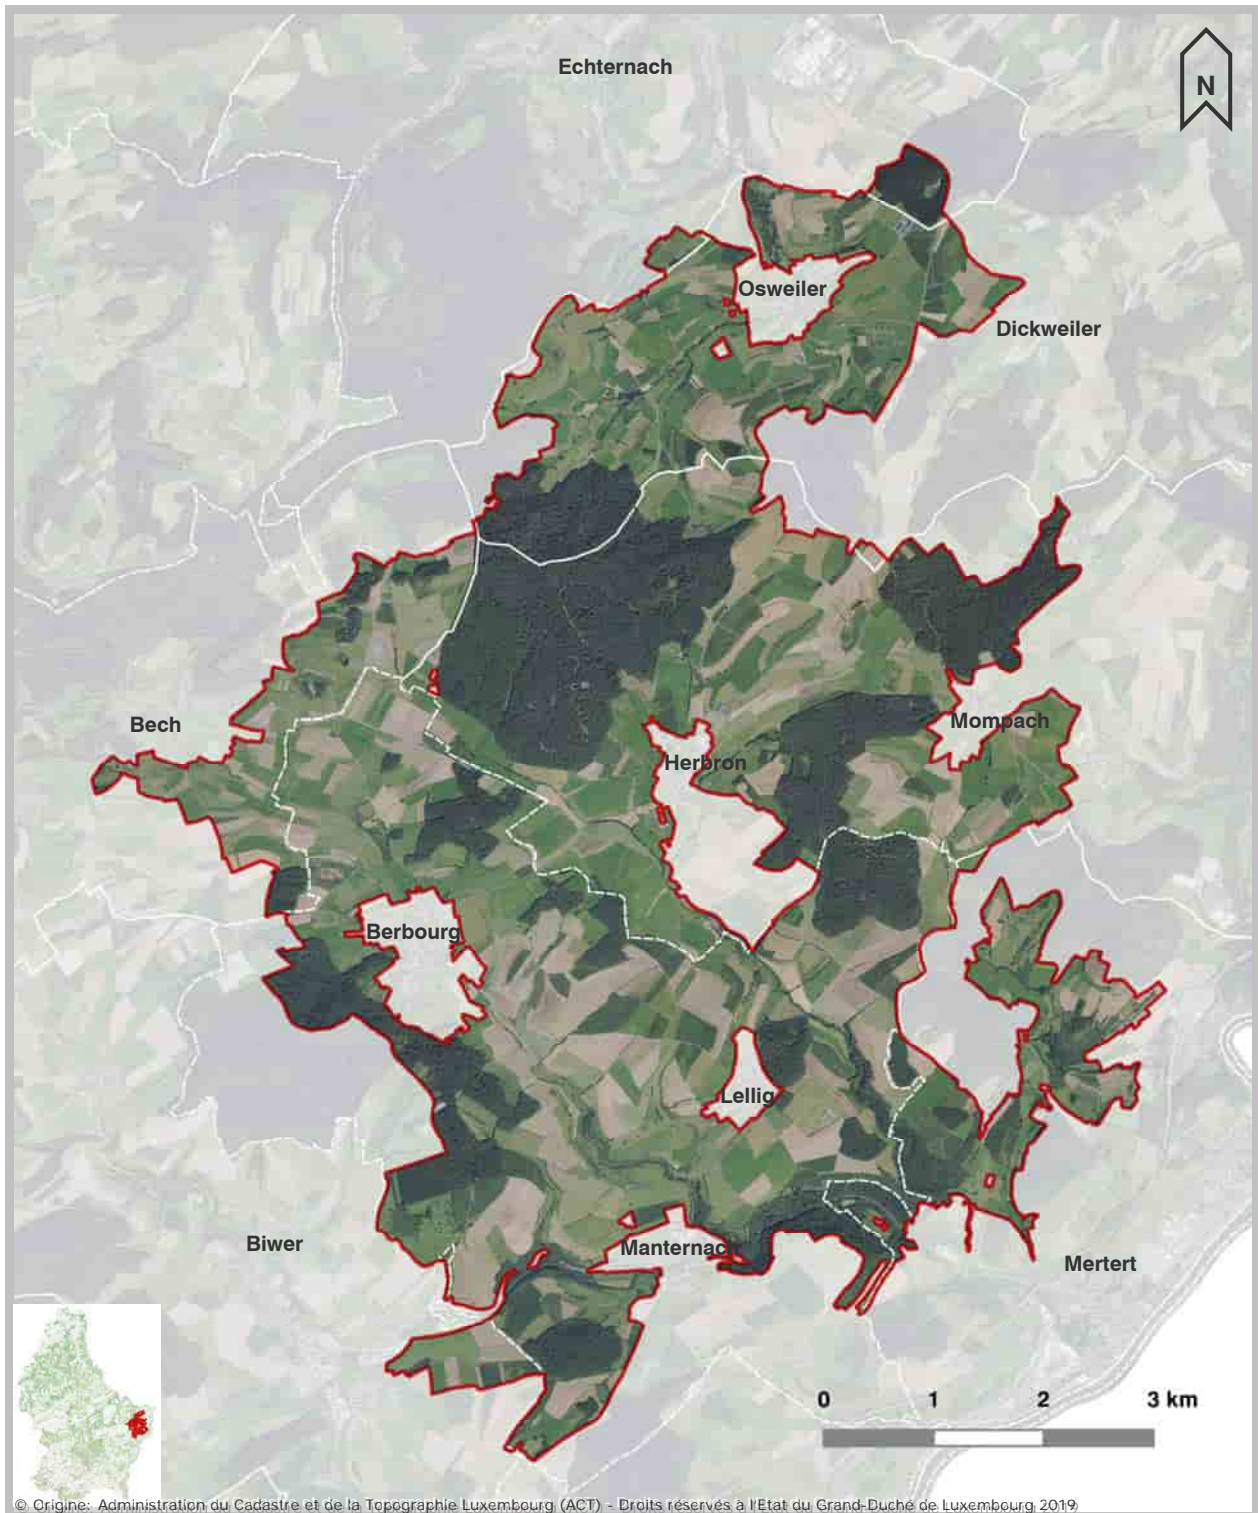 Echternach
N
Osweiler
Dickweiler
Bech
Mompach
Herbron
Berbourg
Lellig
Biwer
Manternach
Mertert
0 1 2 3 km
© Origine: Administration du Cadastre et de la Topographie Luxembourg (ACT) - Droits réservés à l'Etat du Grand-Duché de Luxembourg 2019